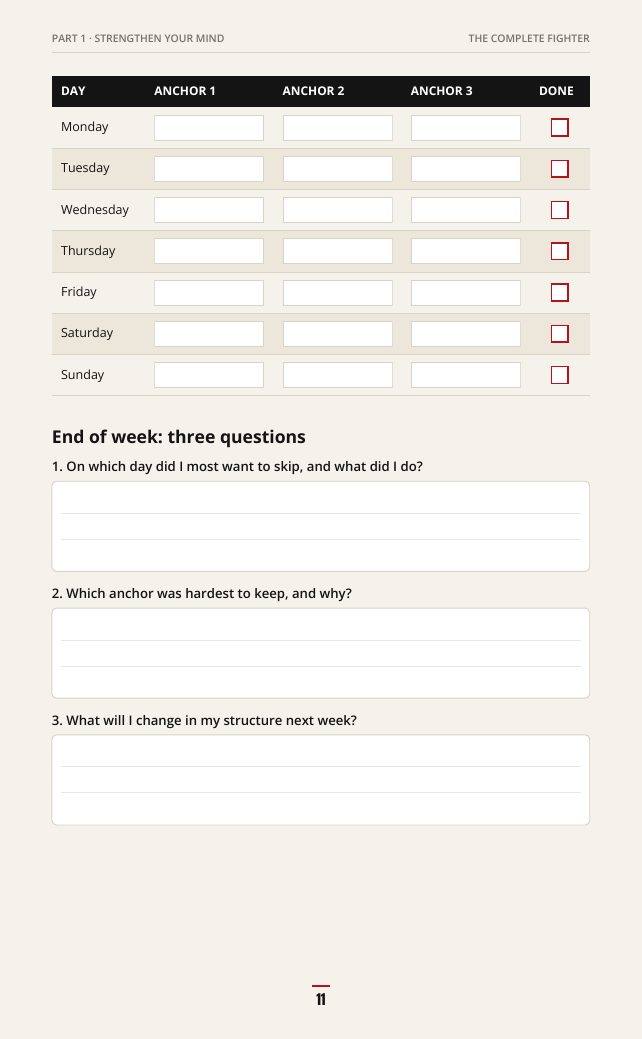 PART 1 · STRENGTHEN YOUR MIND THE COMPLETE FIGHTER
DAY ANCHOR 1 ANCHOR 2 ANCHOR 3 DONE
Monday
Tuesday
Wednesday
Thursday
Friday
Saturday
Sunday
End of week: three questions
1. On which day did I most want to skip, and what did I do?
2. Which anchor was hardest to keep, and why?
3. What will I change in my structure next week?
11